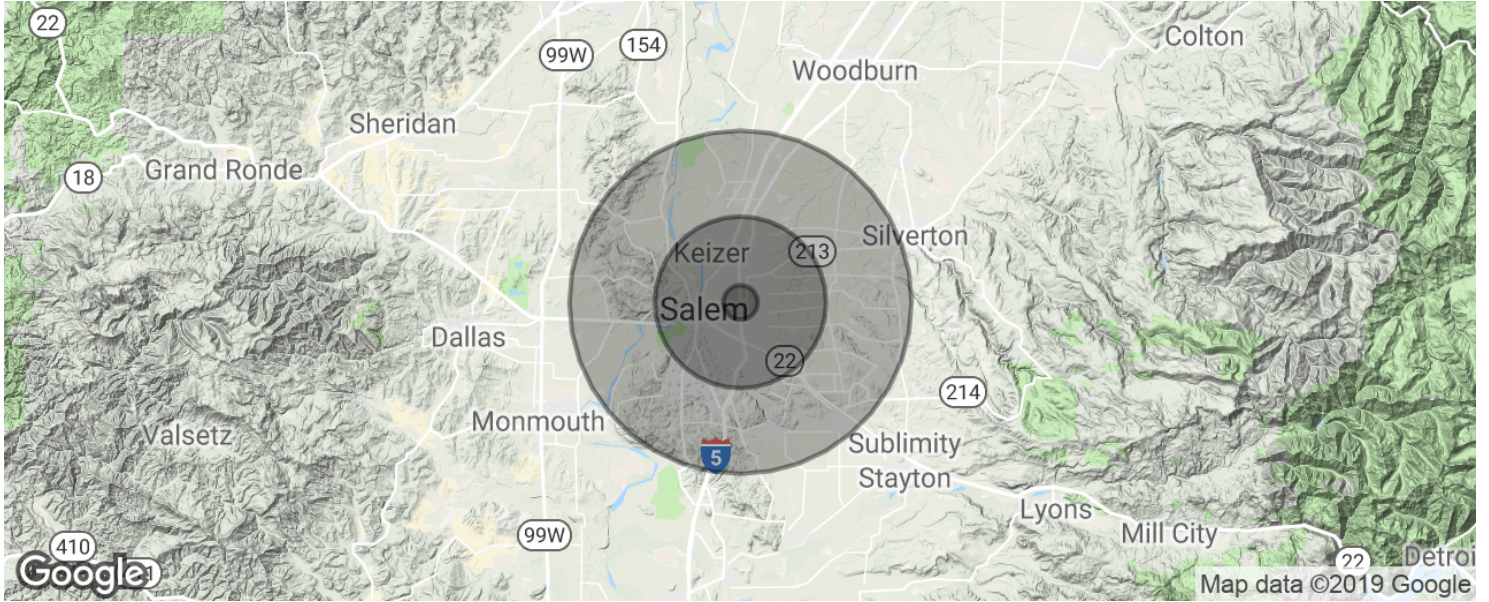 22
154
99W
Colton
Woodburn
Sheridan
Grand Ronde
18
Keizer
213
Silverton
Salem
Dallas
22
214
Monmouth
Valsetz
Sublimity
5
Stayton
Lyons
99W
Mill City
410
22
Detroi
Google
Map data ©2019 Google